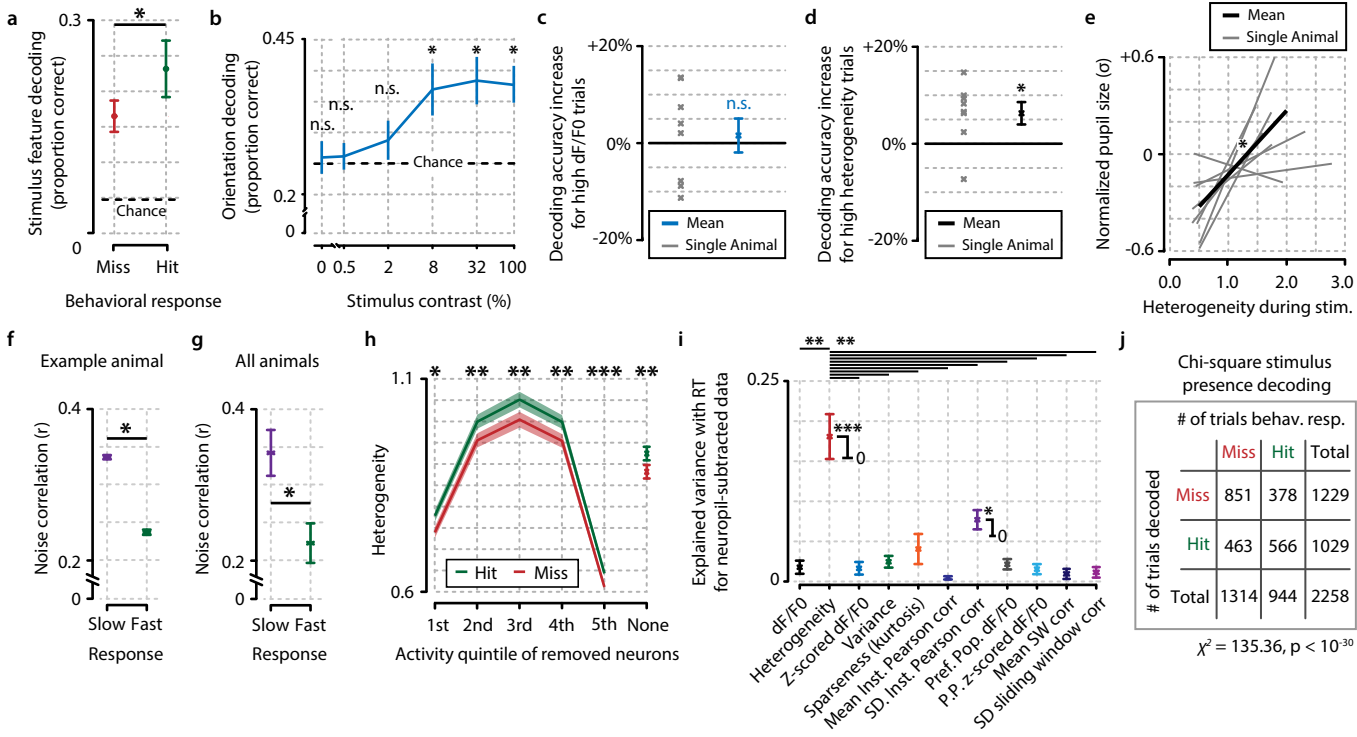 a
0.3
*
Stimulus feature decoding
(proportion correct)
Chance
0
Miss
Hit
Behavioral response
b
0.45
Orientation decoding
(proportion correct)
n.s.
n.s.
n.s.
*
*
*
Chance
0.2
0
0
0.5
2
8
32
100
Stimulus contrast (%)
c
+20%
Decoding accuracy increase
for high dF/F0 trials
n.s.
0%
Mean
Single Animal
-20%
d
+20%
Decoding accuracy increase
for high heterogeneity trials
*
0%
Mean
Single Animal
-20%
e
Mean
Single Animal
+0.6
Normalized pupil size (σ)
*
0
-0.6
0.0
1.0
2.0
3.0
Heterogeneity during stim.
f
Example animal
0.4
Noise correlation (r)
*
0.2
0
Slow Fast
Response
g
All animals
0.4
Noise correlation (r)
*
0.2
0
Slow Fast
Response
h
* ** ** ** *** **
1.1
Heterogeneity
Hit
Miss
0.6
1st 2nd 3rd 4th 5th None
Activity quintile of removed neurons
i
** **
0.25
Explained variance with RT
for neuropil-subtracted data
***
0
*
0
0
dF/F0
Heterogeneity
Z-scored dF/F0
Variance
Sparseness (kurtosis)
Mean Inst. Pearson corr
SD. Inst. Pearson corr
Pref. Pop. dF/F0
P.P. z-scored dF/F0
Mean SW corr
SD sliding window corr
j
Chi-square stimulus
presence decoding
# of trials behav. resp.
# of trials decoded
Miss Hit Total
Miss 851 378 1229
Hit 463 566 1029
Total 1314 944 2258
χ² = 135.36, p < 10⁻³⁰